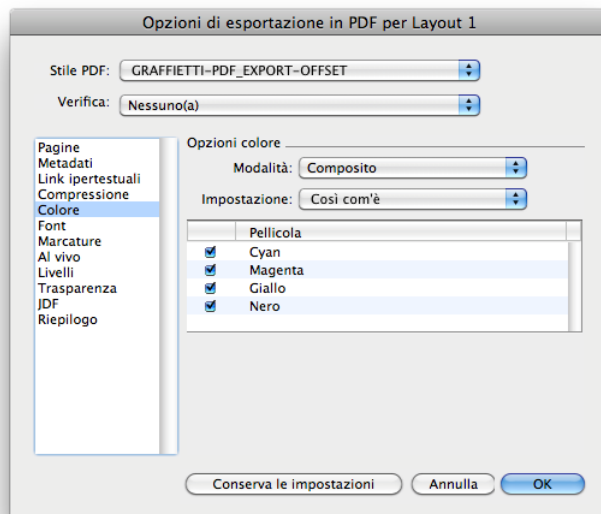 Opzioni di esportazione in PDF per Layout 1
Stile PDF: GRAFFIETTI-PDF_EXPORT-OFFSET
Verifica: Nessuno(a)
Pagine
Metadati
Link ipertestuali
Compressione
Colore
Font
Marcature
Al vivo
Livelli
Trasparenza
JDF
Riepilogo
Opzioni colore
Modalità: Composito
Impostazione: Così com'è
Pellicola
Cyan
Magenta
Giallo
Nero
Conserva le impostazioni
Annulla
OK